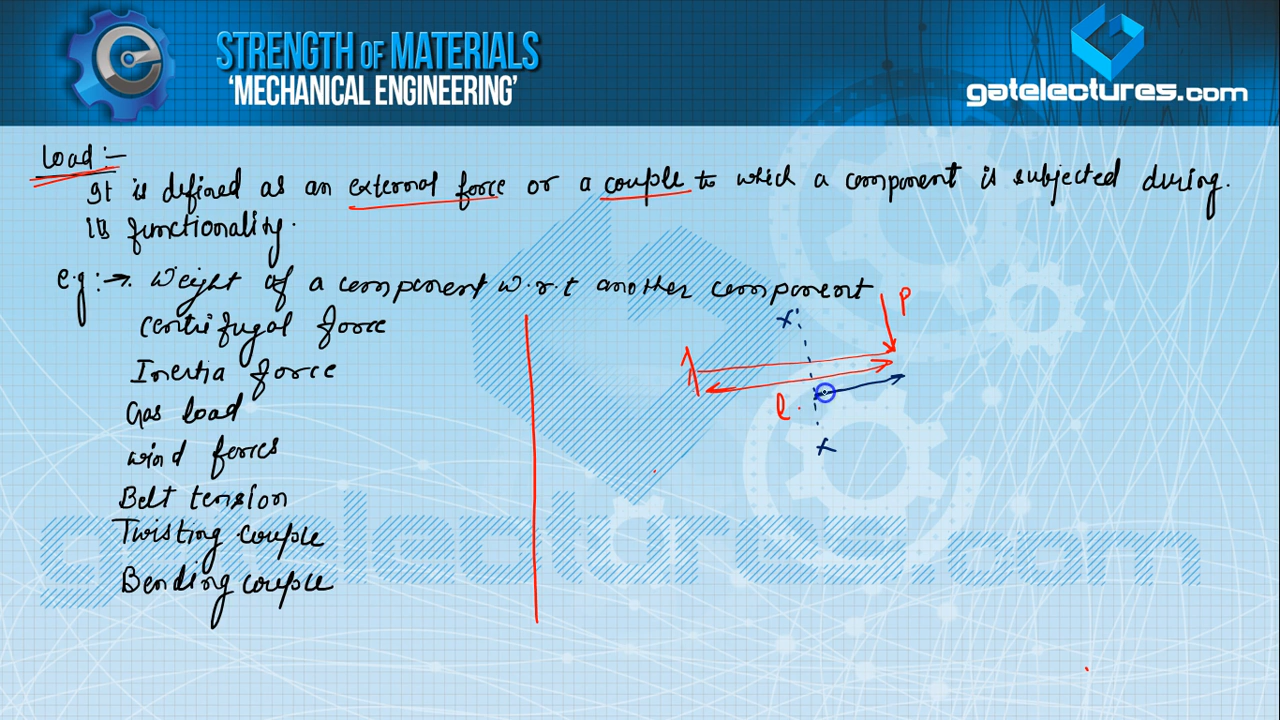 STRENGTH OF MATERIALS
'MECHANICAL ENGINEERING'
gatelectures.com
Load :-
It is defined as an external force or a couple to which a component is subjected during
its functionality.
e.g :→ Weight of a component w.r.t another component
Centrifugal force
Inertia force
Gas load
wind forces
Belt tension
Twisting couple
Bending couple
P
x
l
x
gatelectures.com